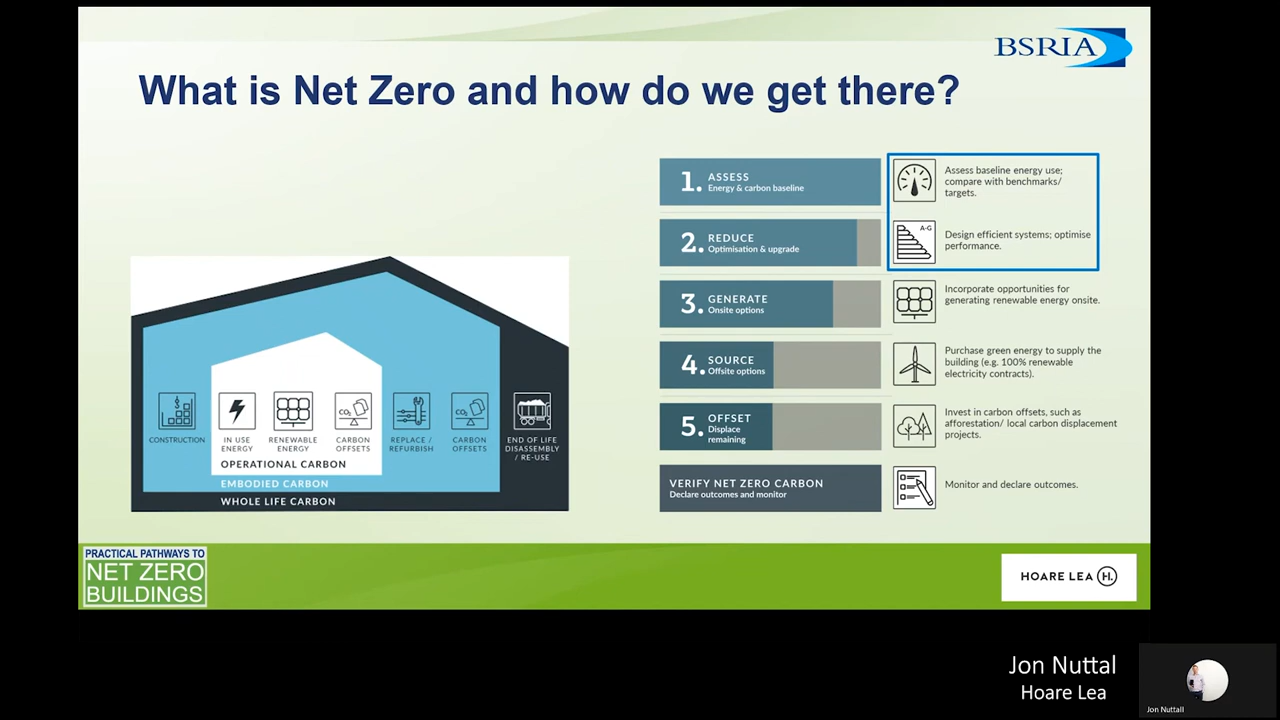 BSRIA
What is Net Zero and how do we get there?
1. ASSESS
Energy & carbon baseline
Assess baseline energy use;
compare with benchmarks/
targets.
2. REDUCE
Optimisation & upgrade
A-G
Design efficient systems; optimise
performance.
3. GENERATE
Onsite options
Incorporate opportunities for
generating renewable energy onsite.
4. SOURCE
Offsite options
Purchase green energy to supply the
building (e.g. 100% renewable
electricity contracts).
5. OFFSET
Displace
remaining
Invest in carbon offsets, such as
afforestation/ local carbon displacement
projects.
VERIFY NET ZERO CARBON
Declare outcomes and monitor
Monitor and declare outcomes.
CONSTRUCTION
IN USE
ENERGY
RENEWABLE
ENERGY
CO2
CARBON
OFFSETS
REPLACE /
REFURBISH
CO2
CARBON
OFFSETS
END OF LIFE
DISASSEMBLY
/ RE-USE
OPERATIONAL CARBON
EMBODIED CARBON
WHOLE LIFE CARBON
PRACTICAL PATHWAYS TO
NET ZERO
BUILDINGS
HOARE LEA H.
Jon Nuttal
Hoare Lea
Jon Nuttall